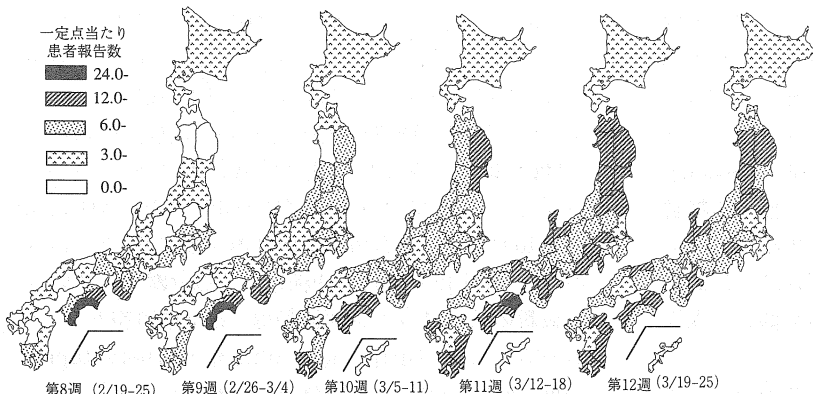 一定点当たり
患者報告数
24.0-
12.0-
6.0-
3.0-
0.0-
第8週 (2/19-25)
第9週 (2/26-3/4)
第10週 (3/5-11)
第11週 (3/12-18)
第12週 (3/19-25)